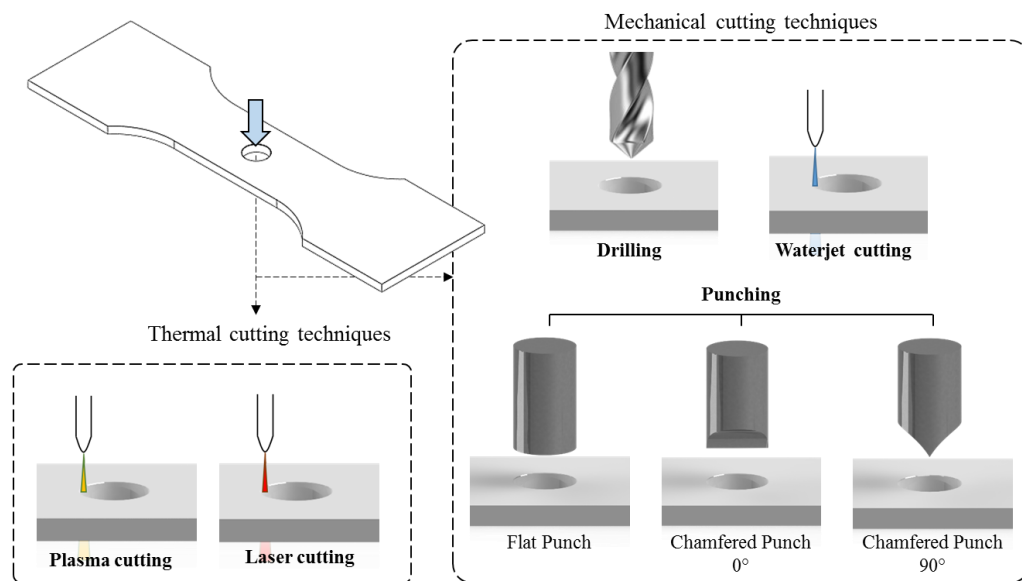 Mechanical cutting techniques
Drilling
Waterjet cutting
Punching
Thermal cutting techniques
Plasma cutting
Laser cutting
Flat Punch
Chamfered Punch
0°
Chamfered Punch
90°